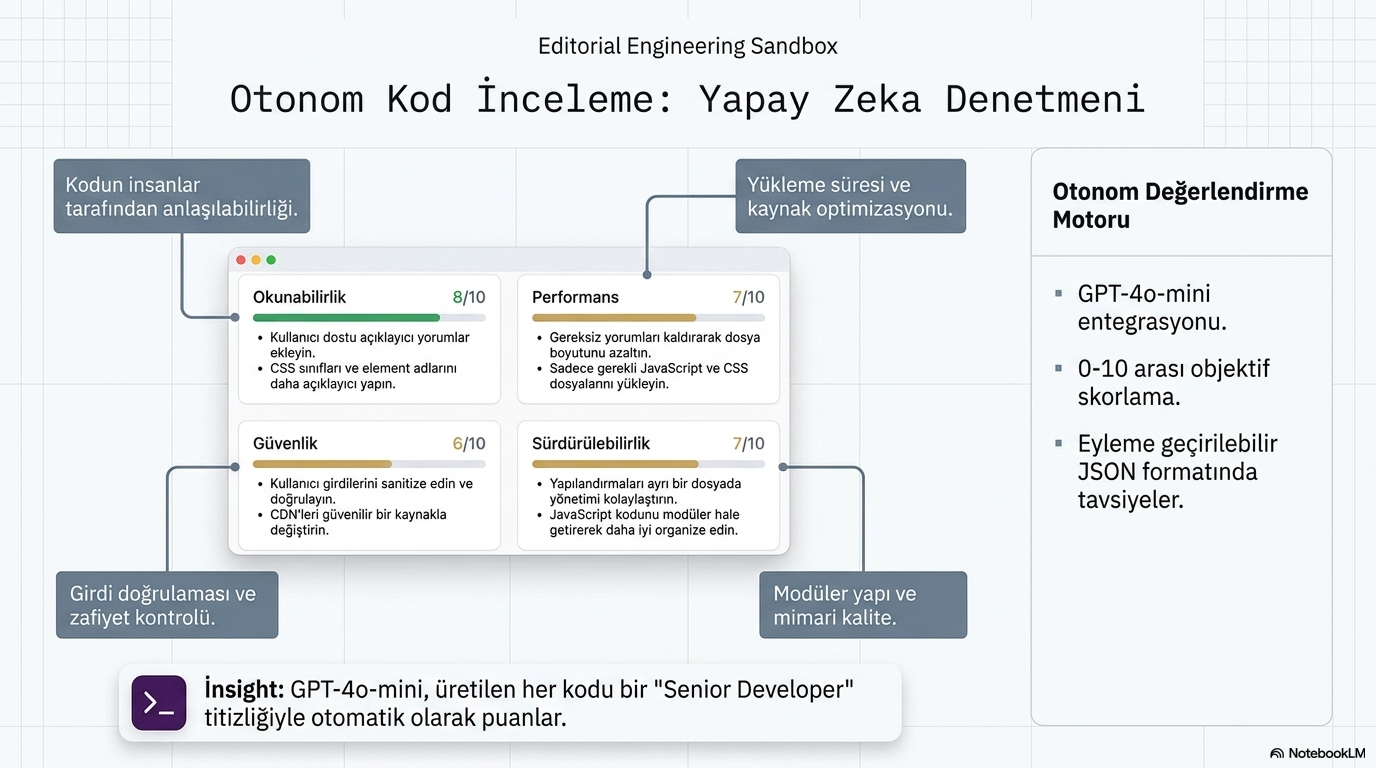 Editorial Engineering Sandbox
Otonom Kod İnceleme: Yapay Zeka Denetmeni
Kodun insanlar
tarafından anlaşılabilirliği.
Yükleme süresi ve
kaynak optimizasyonu.
Okunabilirlik 8/10
• Kullanıcı dostu açıklayıcı yorumlar
ekleyin.
• CSS sınıfları ve element adlarını
daha açıklayıcı yapın.
Performans 7/10
• Gereksiz yorumları kaldırarak dosya
boyutunu azaltın.
• Sadece gerekli JavaScript ve CSS
dosyalarını yükleyin.
Güvenlik 6/10
• Kullanıcı girdilerini sanitize edin ve
doğrulayın.
• CDN'leri güvenilir bir kaynakla
değiştirin.
Sürdürülebilirlik 7/10
• Yapılandırmaları ayrı bir dosyada
yönetimi kolaylaştırın.
• JavaScript kodunu modüler hale
getirerek daha iyi organize edin.
Girdi doğrulaması ve
zafiyet kontrolü.
Modüler yapı ve
mimari kalite.
İnsight: GPT-4o-mini, üretilen her kodu bir "Senior Developer"
titizliğiyle otomatik olarak puanlar.
Otonom Değerlendirme
Motoru
▪ GPT-4o-mini
entegrasyonu.
▪ 0-10 arası objektif
skorlama.
▪ Eyleme geçirilebilir
JSON formatında
tavsiyeler.
NotebookLM